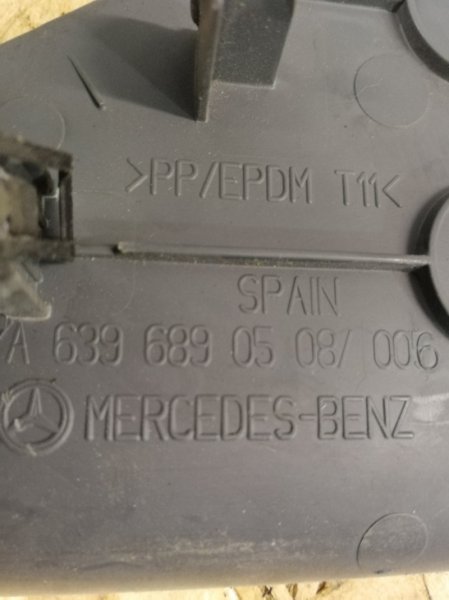 >PP/EPDM T11<
SPAIN
A 639 689 05 08/ 006
MERCEDES-BENZ